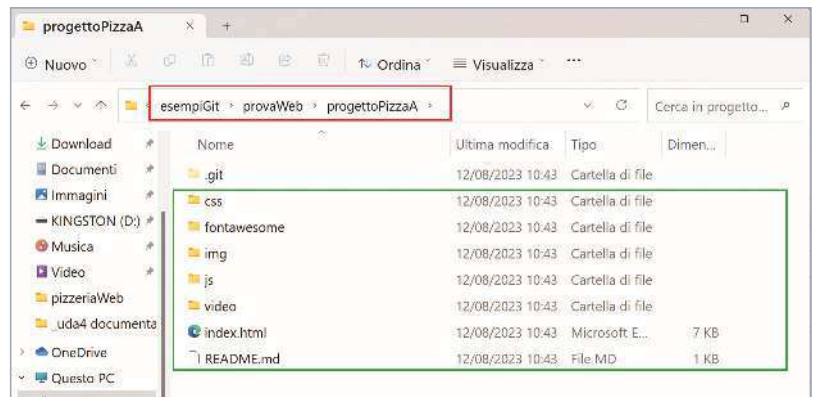 progettoPizzaA
Nuovo
Ordina
Visualizza
esempiGit › provaWeb › progettoPizzaA ›
Cerca in progetto...
Download
Documenti
Immagini
KINGSTON (D:)
Musica
Video
pizzeriaWeb
_uda4 documenta
OneDrive
Questo PC
Nome Ultima modifica Tipo Dimen...
.git 12/08/2023 10:43 Cartella di file
css 12/08/2023 10:43 Cartella di file
fontawesome 12/08/2023 10:43 Cartella di file
img 12/08/2023 10:43 Cartella di file
js 12/08/2023 10:43 Cartella di file
video 12/08/2023 10:43 Cartella di file
index.html 12/08/2023 10:43 Microsoft E... 7 KB
README.md 12/08/2023 10:43 File MD 1 KB